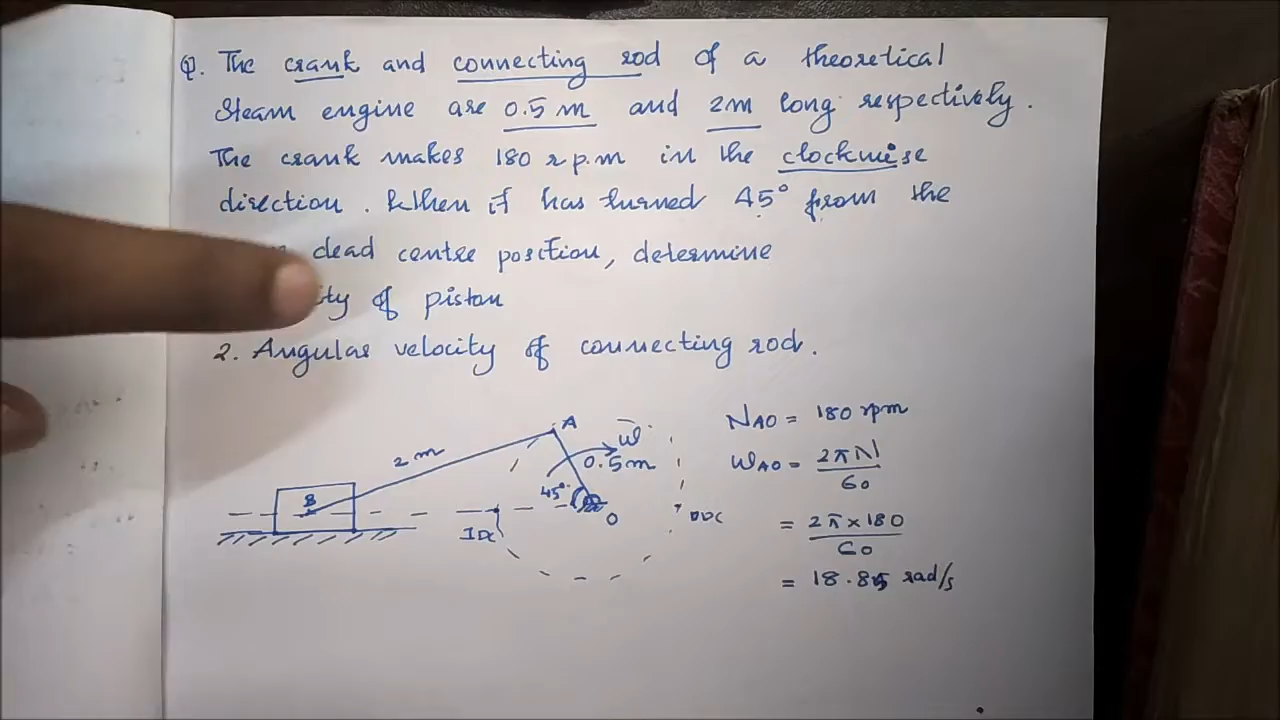 Q. The crank and connecting rod of a theoretical
Steam engine are 0.5 m and 2m long respectively.
The crank makes 180 r.p.m in the clockwise
direction. When it has turned 45° from the
dead centre position, determine
ity of piston
2. Angular velocity of connecting rod.
A
ω
2 m
0.5m
45°
B
O
IDC
ODC
N_AO = 180 rpm
ω_AO = 2πN/60
= 2π×180/60
= 18.85 rad/s